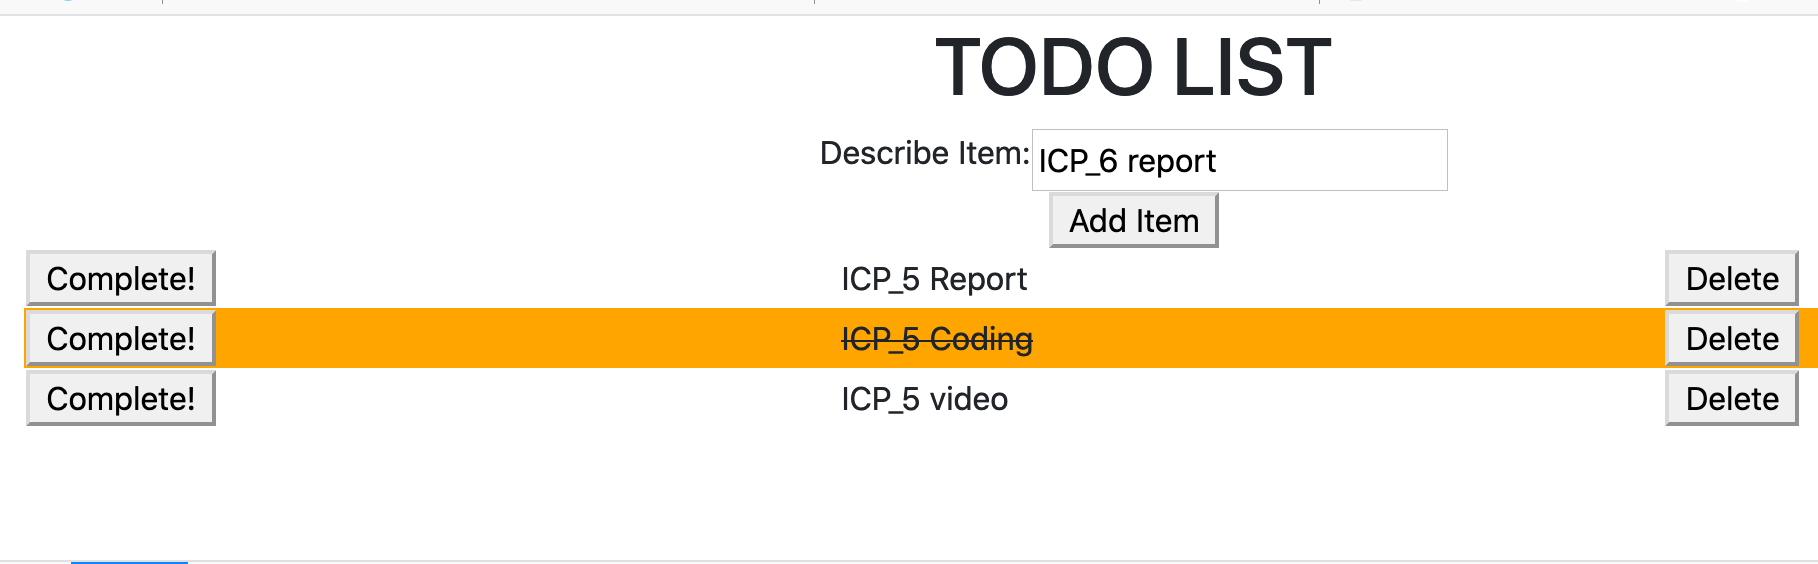 TODO LIST
Describe Item: ICP_6 report
Add Item
Complete! ICP_5 Report Delete
Complete! ICP_5 Coding Delete
Complete! ICP_5 video Delete